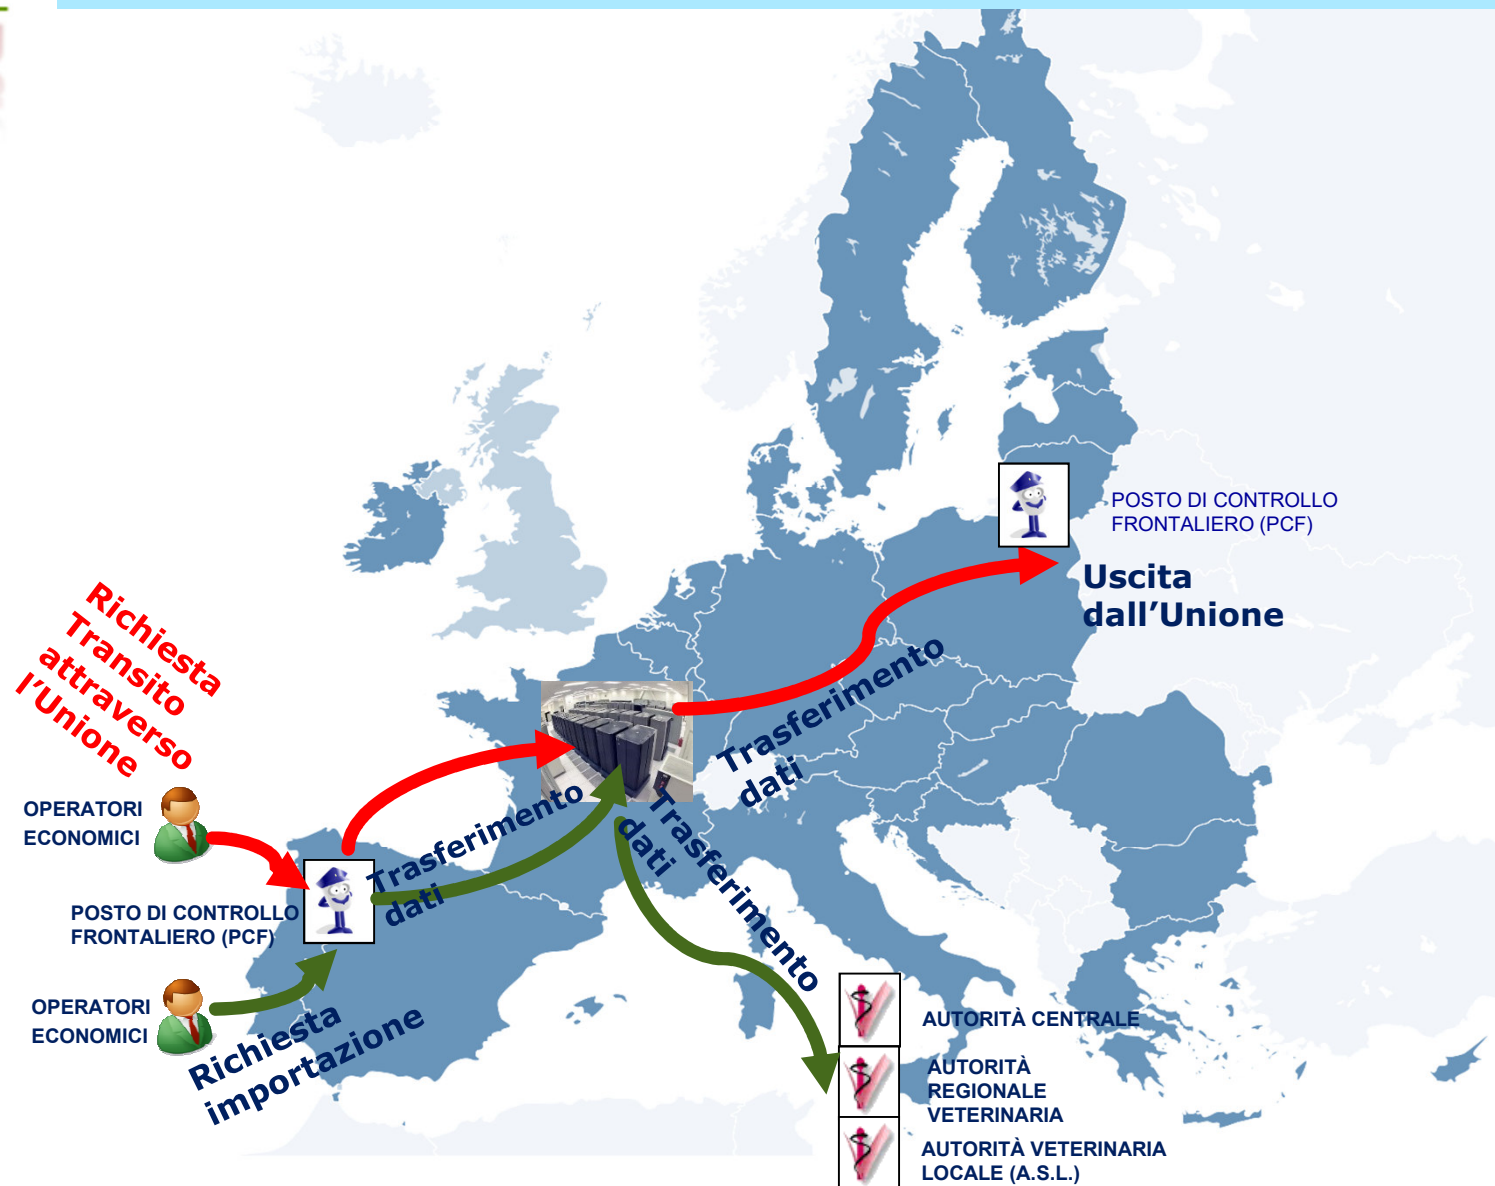 POSTO DI CONTROLLO
FRONTALIERO (PCF)
Uscita
dall’Unione
Richiesta
Transito
attraverso
l’Unione
Trasferimento
dati
OPERATORI
ECONOMICI
Trasferimento
dati
Trasferimento
dati
POSTO DI CONTROLLO
FRONTALIERO (PCF)
OPERATORI
ECONOMICI
Richiesta
importazione
AUTORITÀ CENTRALE
AUTORITÀ
REGIONALE
VETERINARIA
AUTORITÀ VETERINARIA
LOCALE (A.S.L.)